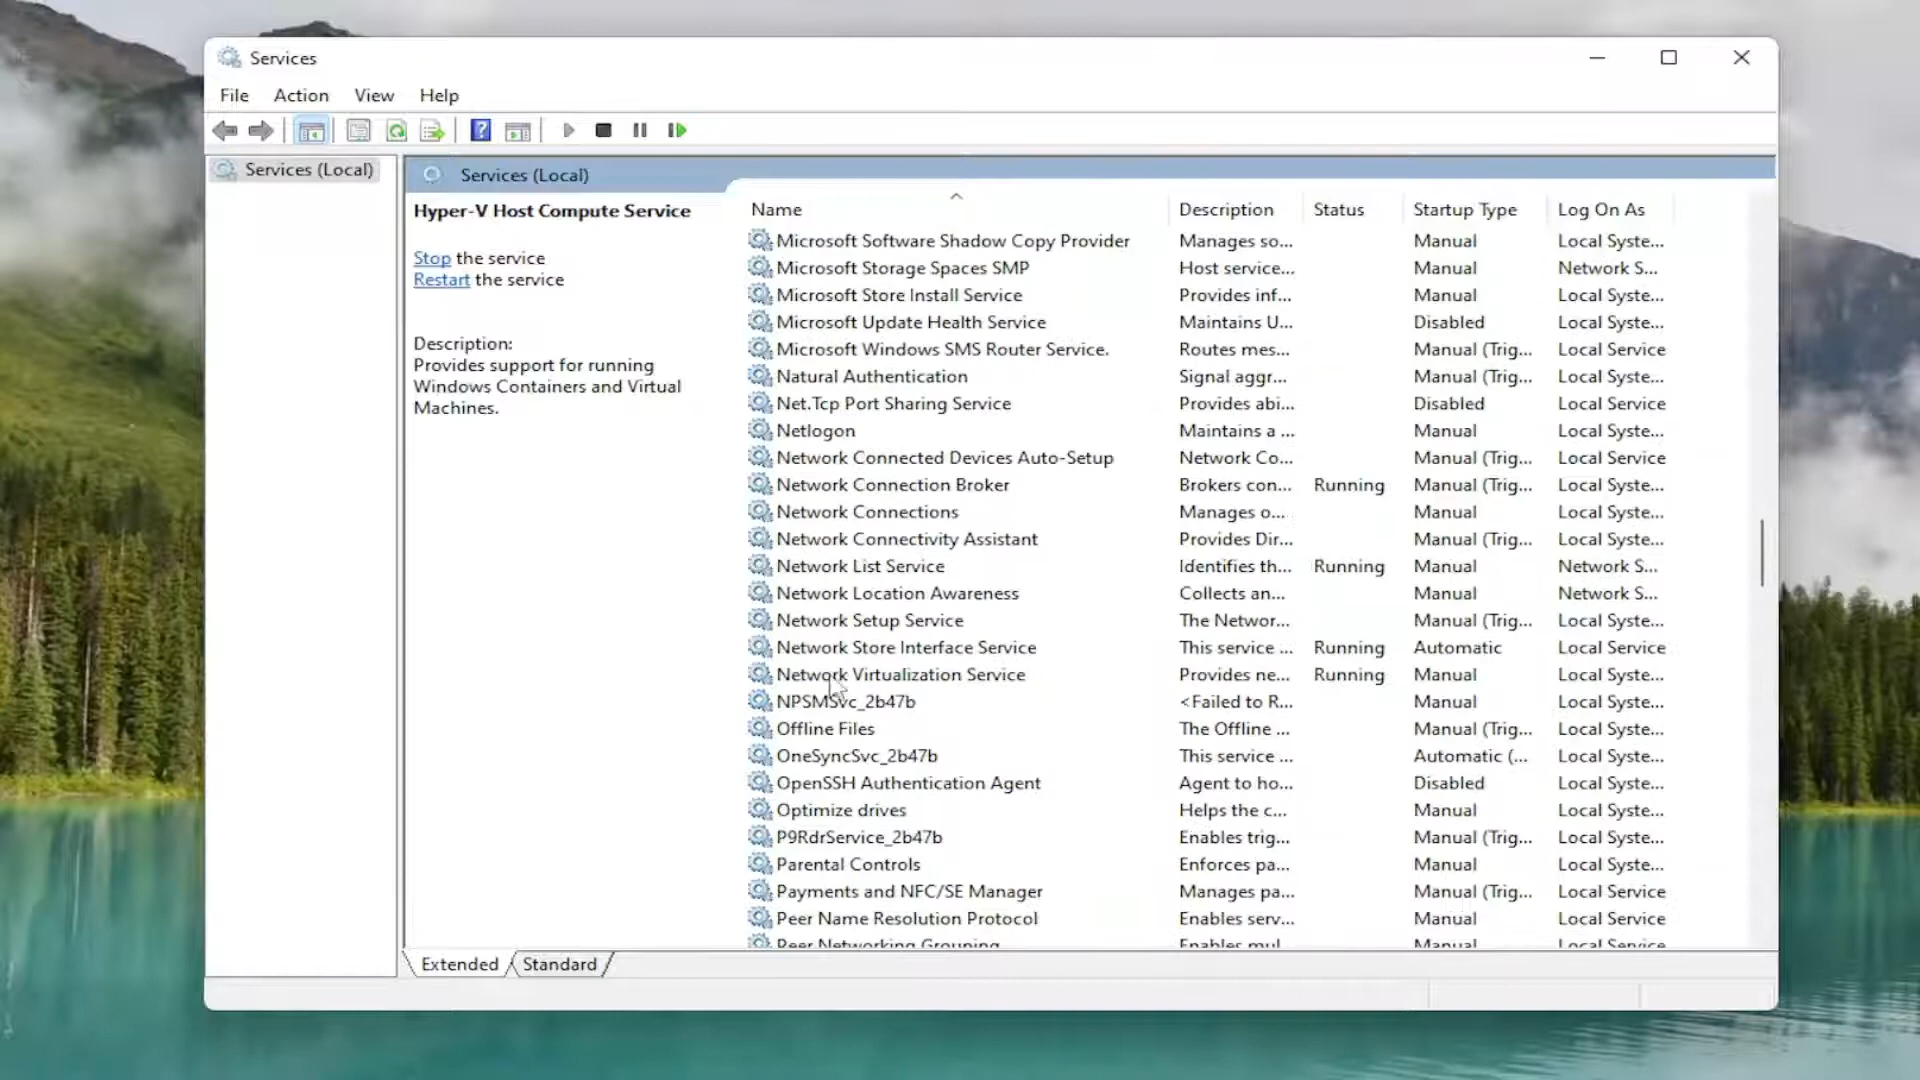 Services
File Action View Help
Services (Local)
Services (Local)
Hyper-V Host Compute Service
Stop the service
Restart the service
Description:
Provides support for running
Windows Containers and Virtual
Machines.
Name Description Status Startup Type Log On As
Microsoft Software Shadow Copy Provider Manages so... Manual Local Syste...
Microsoft Storage Spaces SMP Host service... Manual Network S...
Microsoft Store Install Service Provides inf... Manual Local Syste...
Microsoft Update Health Service Maintains U... Disabled Local Syste...
Microsoft Windows SMS Router Service. Routes mes... Manual (Trig... Local Service
Natural Authentication Signal aggr... Manual (Trig... Local Syste...
Net.Tcp Port Sharing Service Provides abi... Disabled Local Service
Netlogon Maintains a ... Manual Local Syste...
Network Connected Devices Auto-Setup Network Co... Manual (Trig... Local Service
Network Connection Broker Brokers con... Running Manual (Trig... Local Syste...
Network Connections Manages o... Manual Local Syste...
Network Connectivity Assistant Provides Dir... Manual (Trig... Local Syste...
Network List Service Identifies th... Running Manual Network S...
Network Location Awareness Collects an... Manual Network S...
Network Setup Service The Networ... Manual (Trig... Local Syste...
Network Store Interface Service This service ... Running Automatic Local Service
Network Virtualization Service Provides ne... Running Manual Local Syste...
NPSMSvc_2b47b <Failed to R... Manual Local Syste...
Offline Files The Offline ... Manual (Trig... Local Syste...
OneSyncSvc_2b47b This service ... Automatic (... Local Syste...
OpenSSH Authentication Agent Agent to ho... Disabled Local Syste...
Optimize drives Helps the c... Manual Local Syste...
P9RdrService_2b47b Enables trig... Manual (Trig... Local Syste...
Parental Controls Enforces pa... Manual Local Syste...
Payments and NFC/SE Manager Manages pa... Manual (Trig... Local Service
Peer Name Resolution Protocol Enables serv... Manual Local Service
Peer Networking Grouping Enables mul... Manual Local Service
Extended Standard